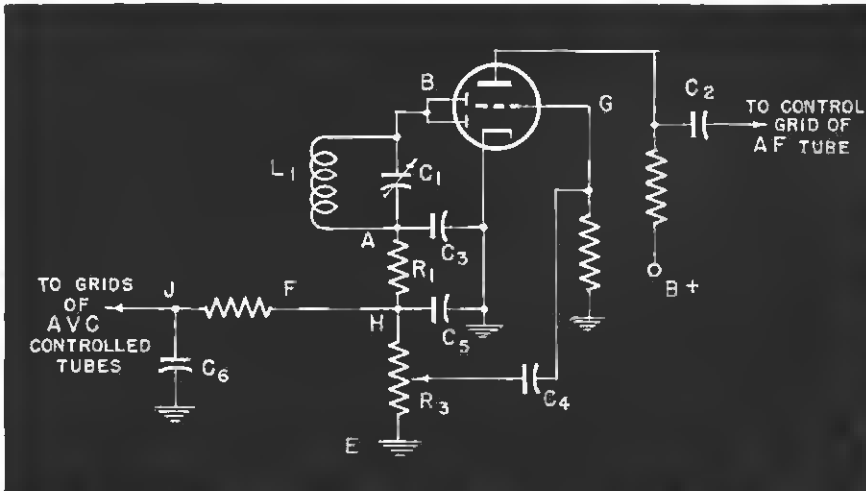 B
G
C2
TO CONTROL
GRID OF
AF TUBE
L1
C1
A
C3
R1
B+
TO GRIDS
OF
AVC
CONTROLLED
TUBES
J
F
H
C5
C6
R3
C4
E